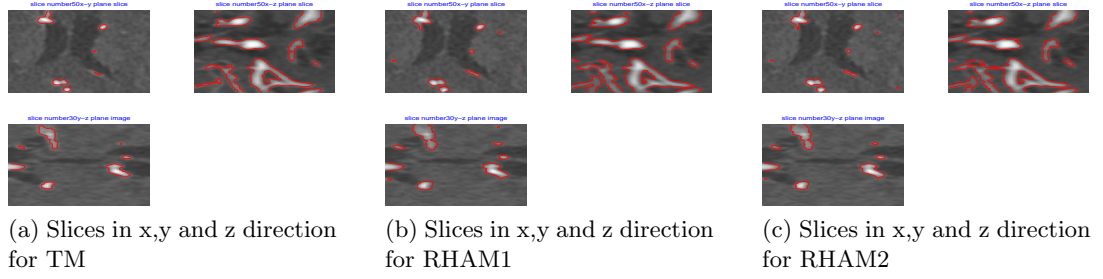 slice number50x−y plane slice
slice number50x−z plane slice
slice number50x−y plane slice
slice number50x−z plane slice
slice number50x−y plane slice
slice number50x−z plane slice
slice number30y−z plane image
slice number30y−z plane image
slice number30y−z plane image
(a) Slices in x,y and z direction
for TM
(b) Slices in x,y and z direction
for RHAM1
(c) Slices in x,y and z direction
for RHAM2